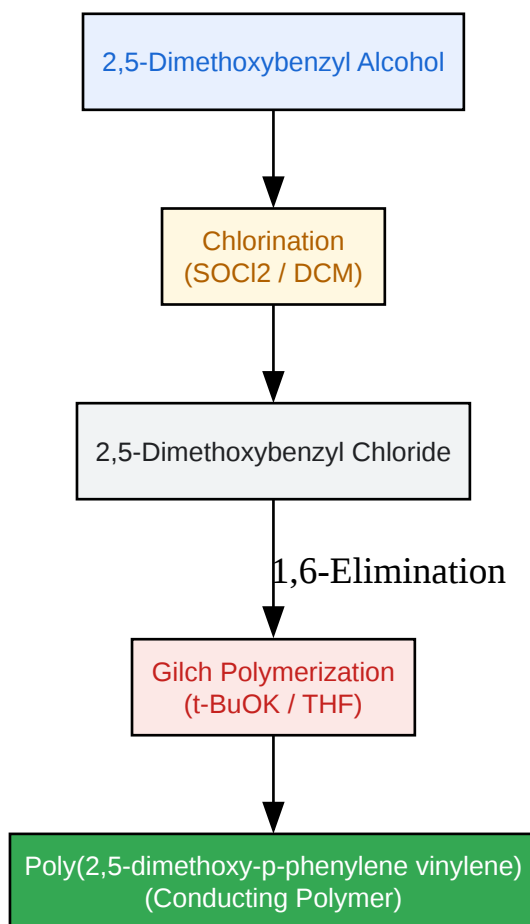 2,5-Dimethoxybenzyl Alcohol
Chlorination
(SOCl2 / DCM)
2,5-Dimethoxybenzyl Chloride
1,6-Elimination
Gilch Polymerization
(t-BuOK / THF)
Poly(2,5-dimethoxy-p-phenylene vinylene)
(Conducting Polymer)